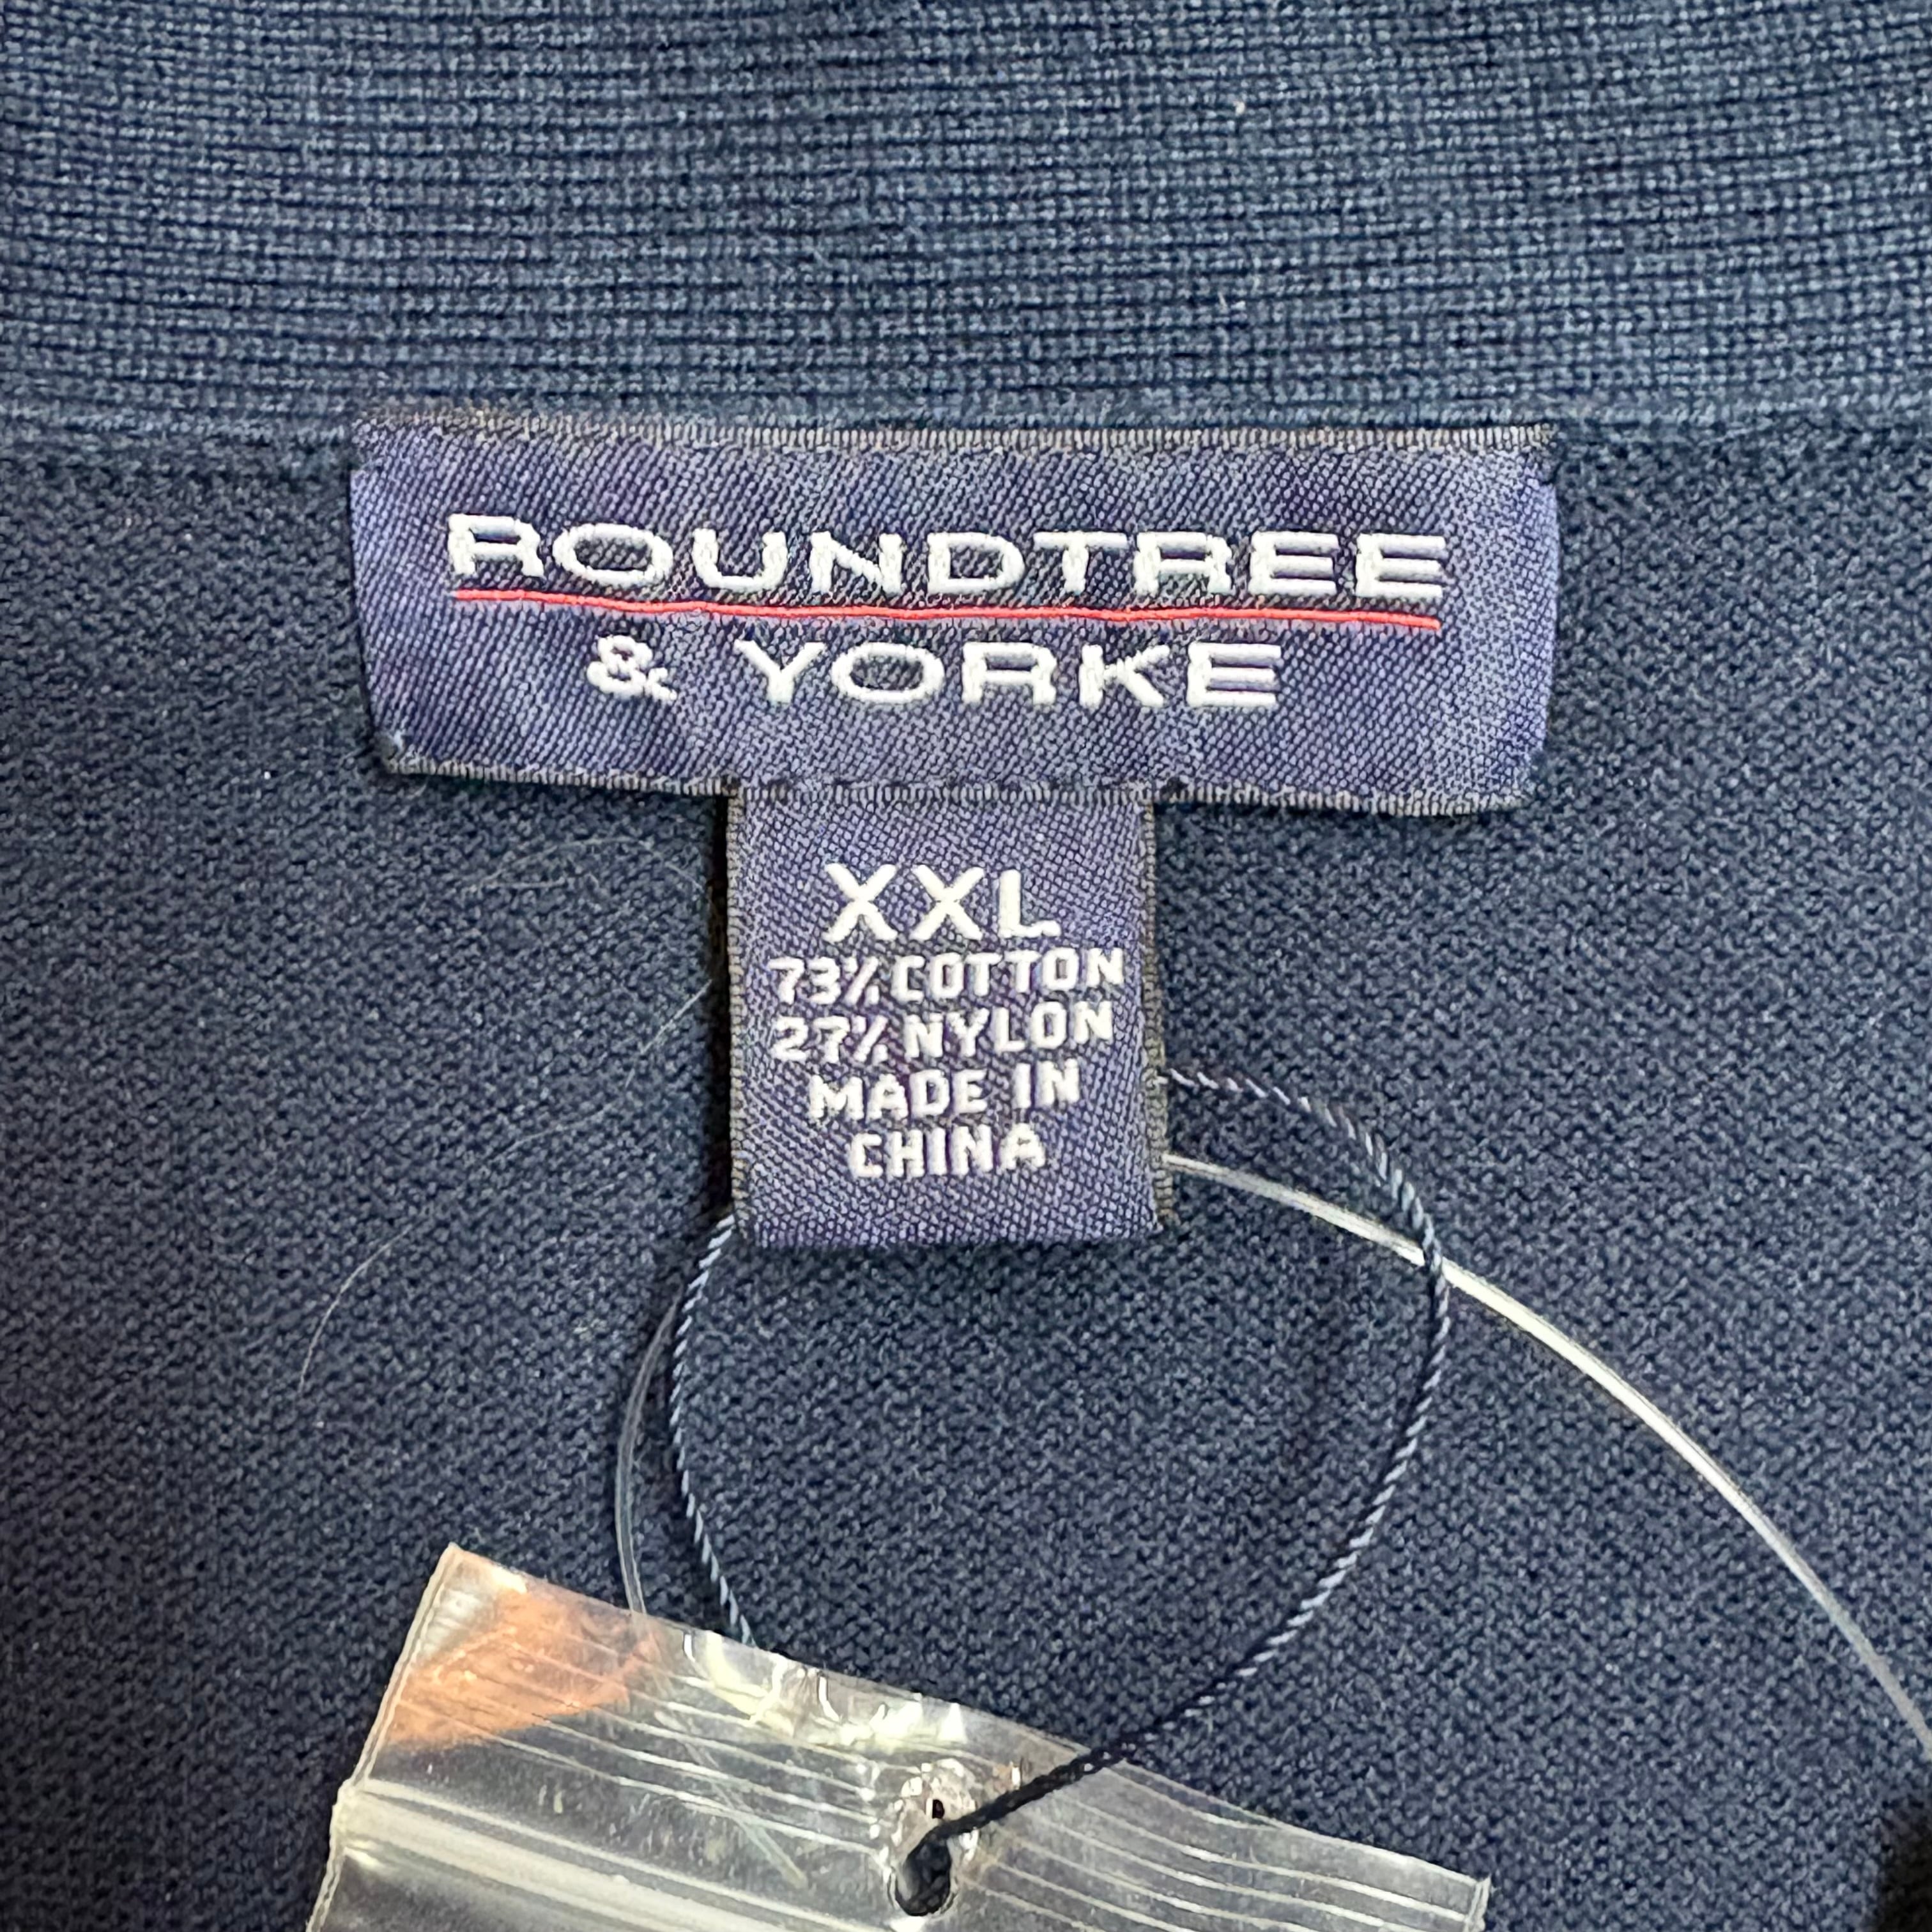 ROUNDTREE
& YORKE
XXL
73% COTTON
27% NYLON
MADE IN
CHINA